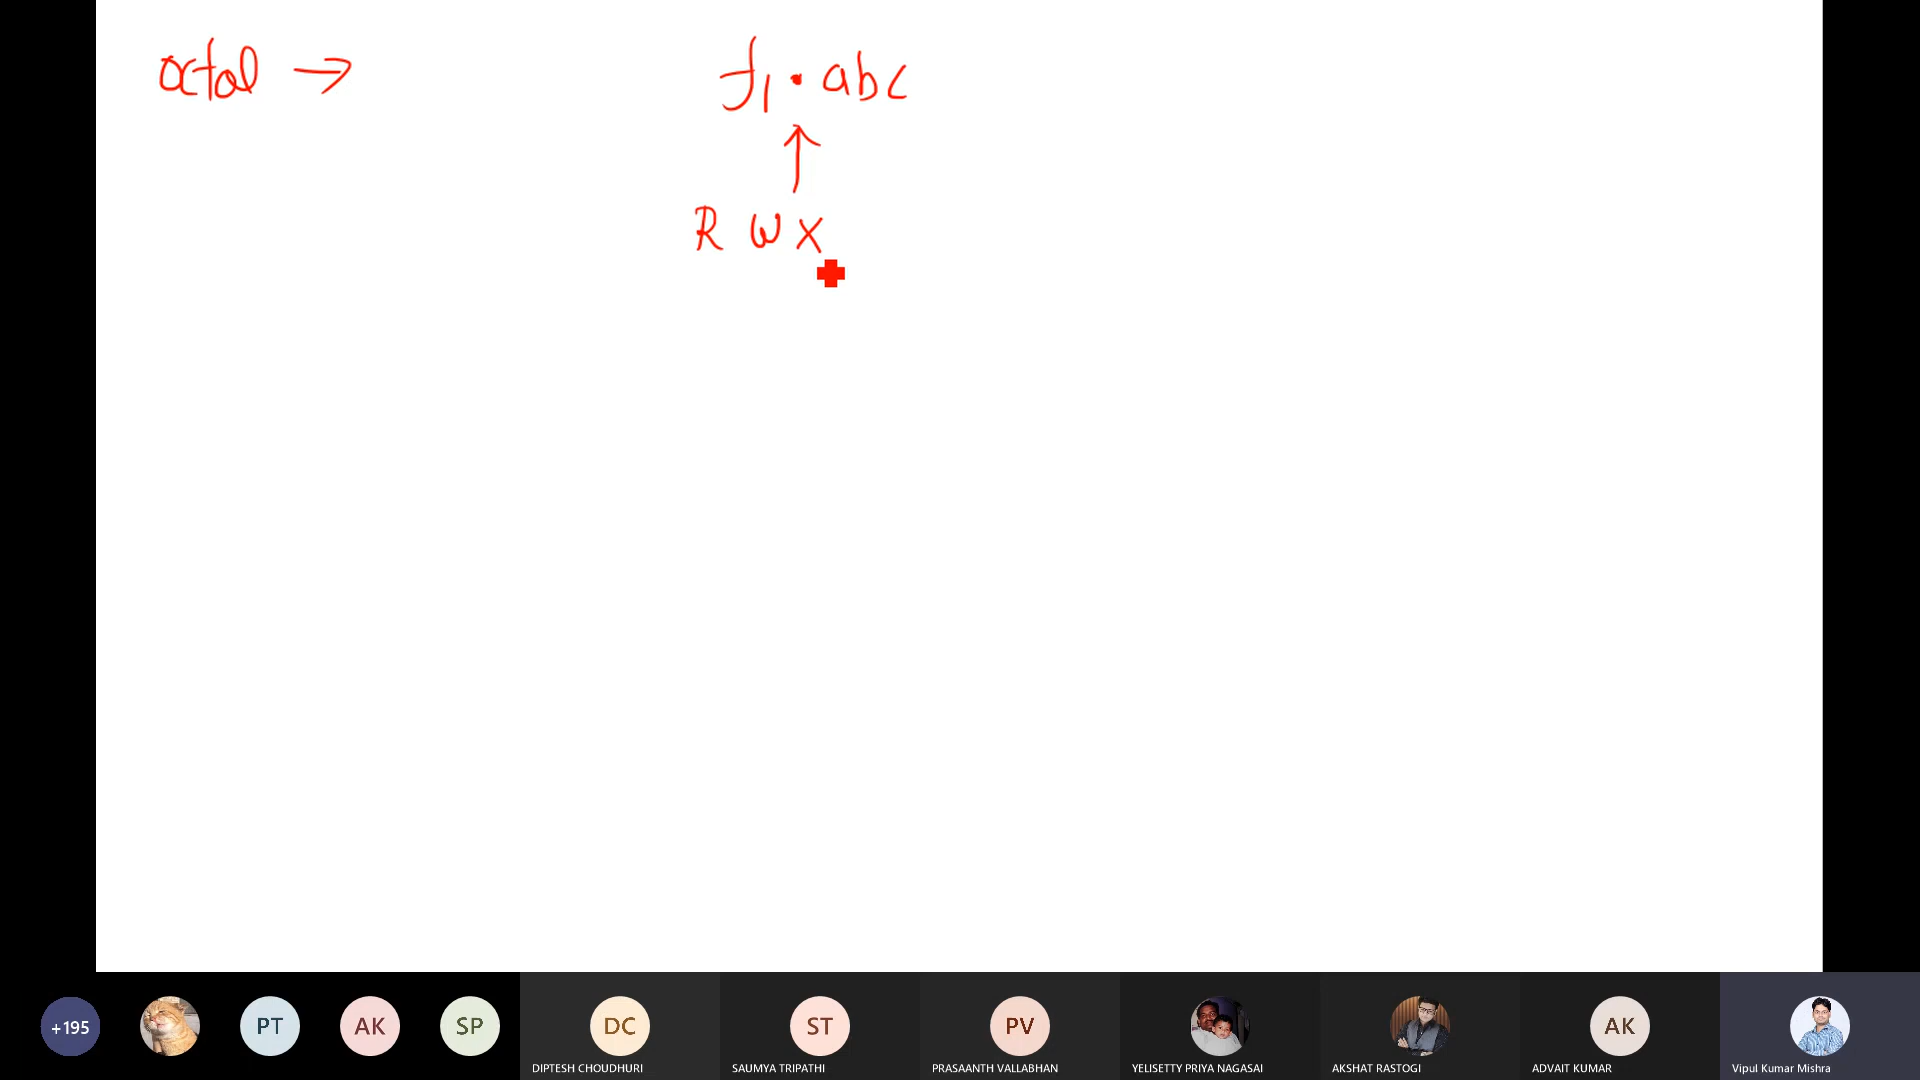 octal → f1.abc
↑
R W X
+195 PT AK SP DC ST PV AK
DIPTESH CHOUDHURI SAUMYA TRIPATHI PRASAANTH VALLABHAN YELISETTY PRIYA NAGASAI AKSHAT RASTOGI ADVAIT KUMAR Vipul Kumar Mishra